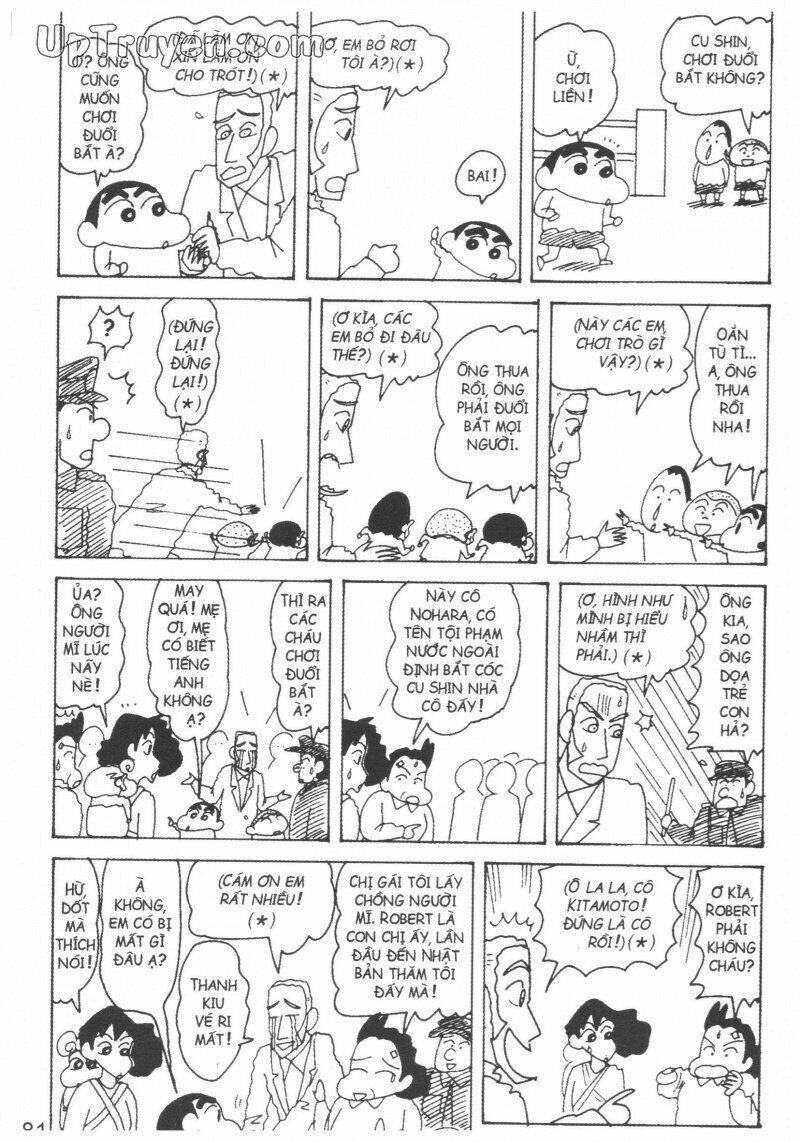 UpTruyen.com
CU SHIN,
CHƠI ĐUỔI
BẮT KHÔNG?
Ừ,
CHƠI
LIỀN!
Ơ, EM BỎ RƠI
TÔI À?)(*)
BAI!
LÀM ƠN
XIN LÀM ƠN
CHO TRÓT!)(*)
Ủ? ÔNG
CŨNG
MUỐN
CHƠI
ĐUỔI
BẮT À?
OẲN
TÙ TÌ...
A, ÔNG
THUA
RỒI
NHA!
(NÀY CÁC EM,
CHƠI TRÒ GÌ
VẬY?)(*)
ÔNG THUA
RỒI, ÔNG
PHẢI ĐUỔI
BẮT MỌI
NGƯỜI.
(Ơ KÌA, CÁC
EM BỎ ĐI ĐÂU
THẾ?)(*)
(ĐỨNG
LẠI!
ĐỨNG
LẠI!)
(*)
?
ÔNG
KIA,
SAO
ÔNG
DỌA
TRẺ
CON
HẢ?
(Ơ, HÌNH NHƯ
MÌNH BỊ HIỂU
NHẦM THÌ
PHẢI.)(*)
NÀY CÔ
NOHARA, CÓ
TÊN TỘI PHẠM
NƯỚC NGOÀI
ĐỊNH BẮT CÓC
CU SHIN NHÀ
CÔ ĐẤY!
THÌ RA
CÁC
CHÁU
CHƠI
ĐUỔI
BẮT
À?
MAY
QUÁ! MẸ
ƠI, MẸ
CÓ BIẾT
TIẾNG
ANH
KHÔNG
Ạ?
ỦA?
ÔNG
NGƯỜI
MĨ LÚC
NÃY
NÈ!
Ơ KÌA,
ROBERT
PHẢI
KHÔNG
CHÁU?
(Ô LA LA, CÔ
KITAMOTO!
ĐÚNG LÀ CÔ
RỒI!)(*)
CHỊ GÁI TÔI LẤY
CHỒNG NGƯỜI
MĨ. ROBERT LÀ
CON CHỊ ẤY, LẦN
ĐẦU ĐẾN NHẬT
BẢN THĂM TÔI
ĐẤY MÀ!
(CÁM ƠN EM
RẤT NHIỀU!
(*)
THANH
KIU
VÉ RI
MẤT!
À
KHÔNG,
EM CÓ BỊ
MẤT GÌ
ĐÂU Ạ?
HỪ,
DỐT
MÀ
THÍCH
NÓI!